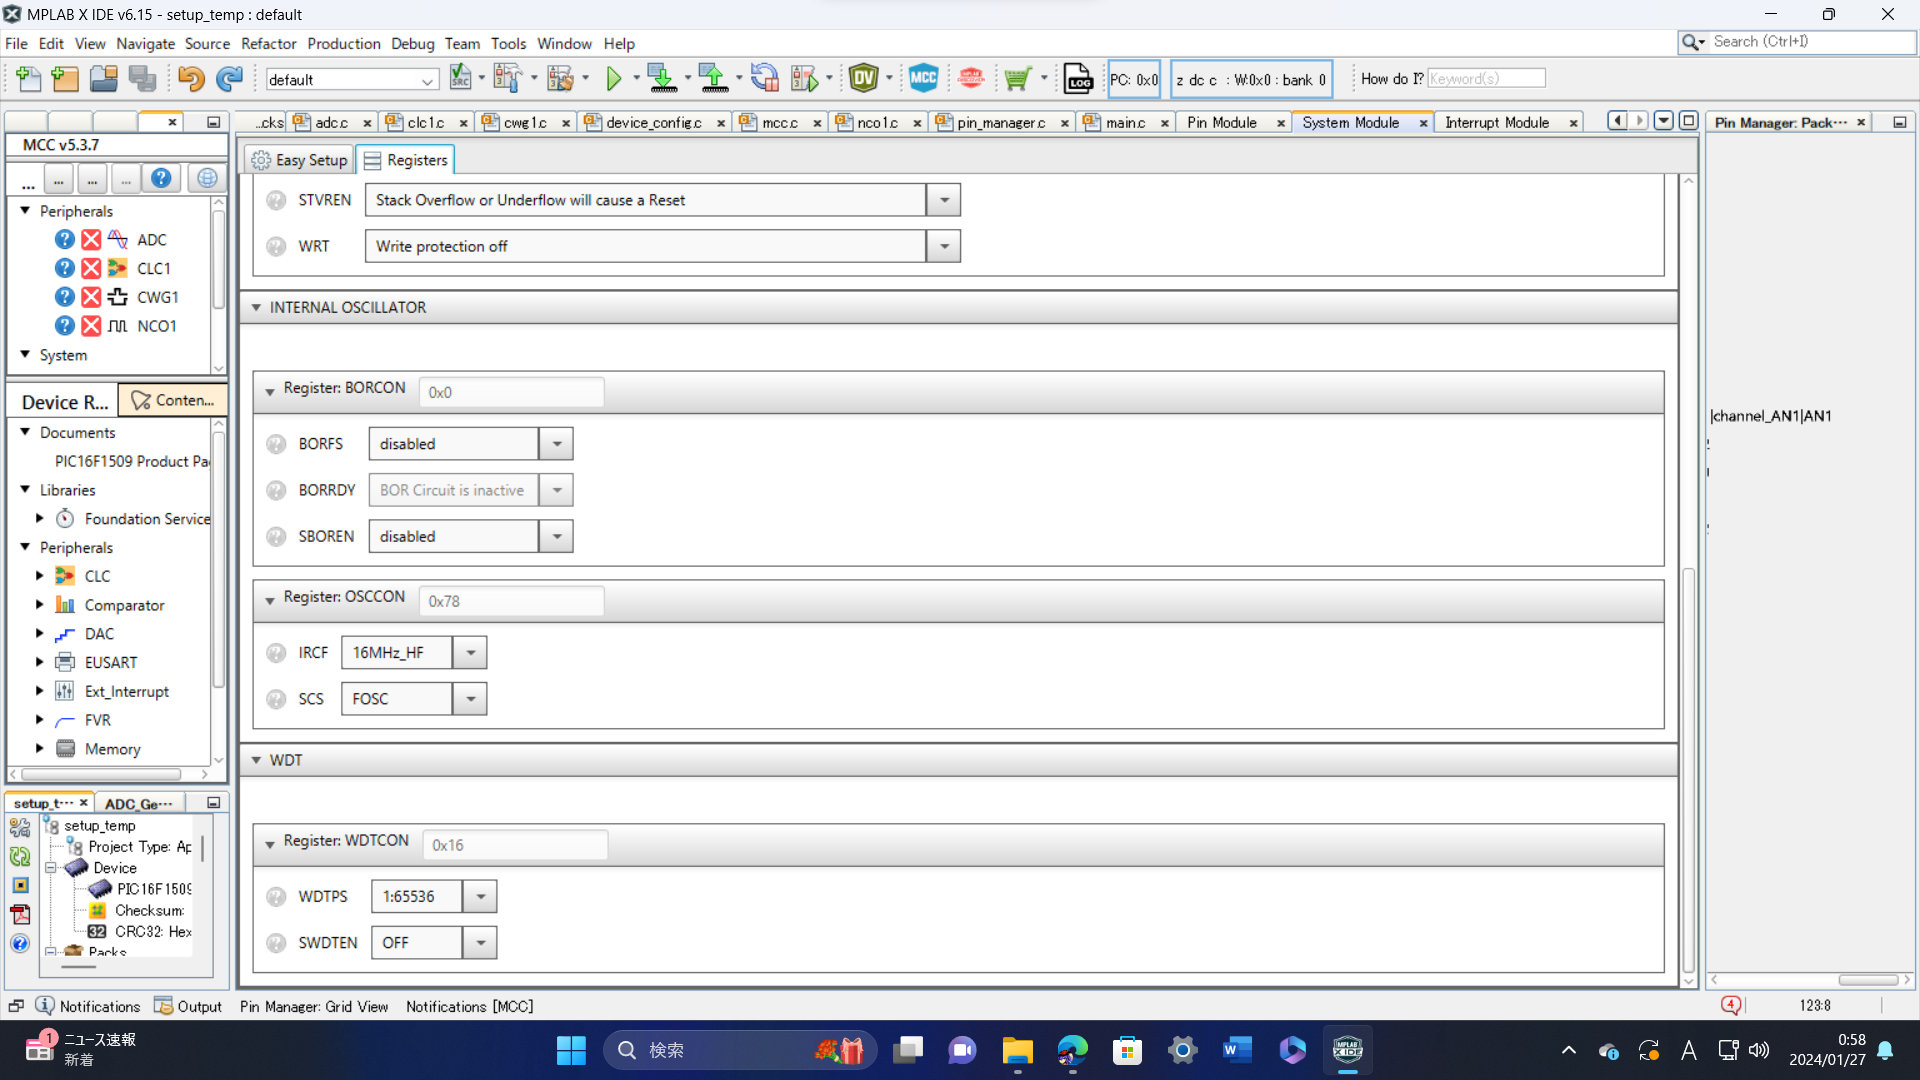 MPLAB X IDE v6.15 - setup_temp : default
File Edit View Navigate Source Refactor Production Debug Team Tools Window Help
Search (Ctrl+I)
default
SRC
DV
MCC
LOG
PC: 0x0
z dc c : W:0x0 : bank 0
How do I?
Keyword(s)
...cks
adc.c
clc1.c
cwg1.c
device_config.c
mcc.c
nco1.c
pin_manager.c
main.c
Pin Module
System Module
Interrupt Module
Pin Manager: Pack...
MCC v5.3.7
...
...
...
...
Peripherals
ADC
CLC1
CWG1
NCO1
System
Device R...
Conten...
Documents
PIC16F1509 Product Pa
Libraries
Foundation Service
Peripherals
CLC
Comparator
DAC
EUSART
Ext_Interrupt
FVR
Memory
setup_t...
ADC_Ge...
setup_temp
Project Type: Ap
Device
PIC16F1509
Checksum:
32 CRC32: Hex
Packs
Easy Setup
Registers
STVREN Stack Overflow or Underflow will cause a Reset
WRT Write protection off
INTERNAL OSCILLATOR
Register: BORCON 0x0
BORFS disabled
BORRDY BOR Circuit is inactive
SBOREN disabled
Register: OSCCON 0x78
IRCF 16MHz_HF
SCS FOSC
WDT
Register: WDTCON 0x16
WDTPS 1:65536
SWDTEN OFF
|channel_AN1|AN1
Notifications
Output
Pin Manager: Grid View
Notifications [MCC]
4
123:8
1
ニュース速報
新着
検索
W
MPLAB
X IDE
A
0:58
2024/01/27